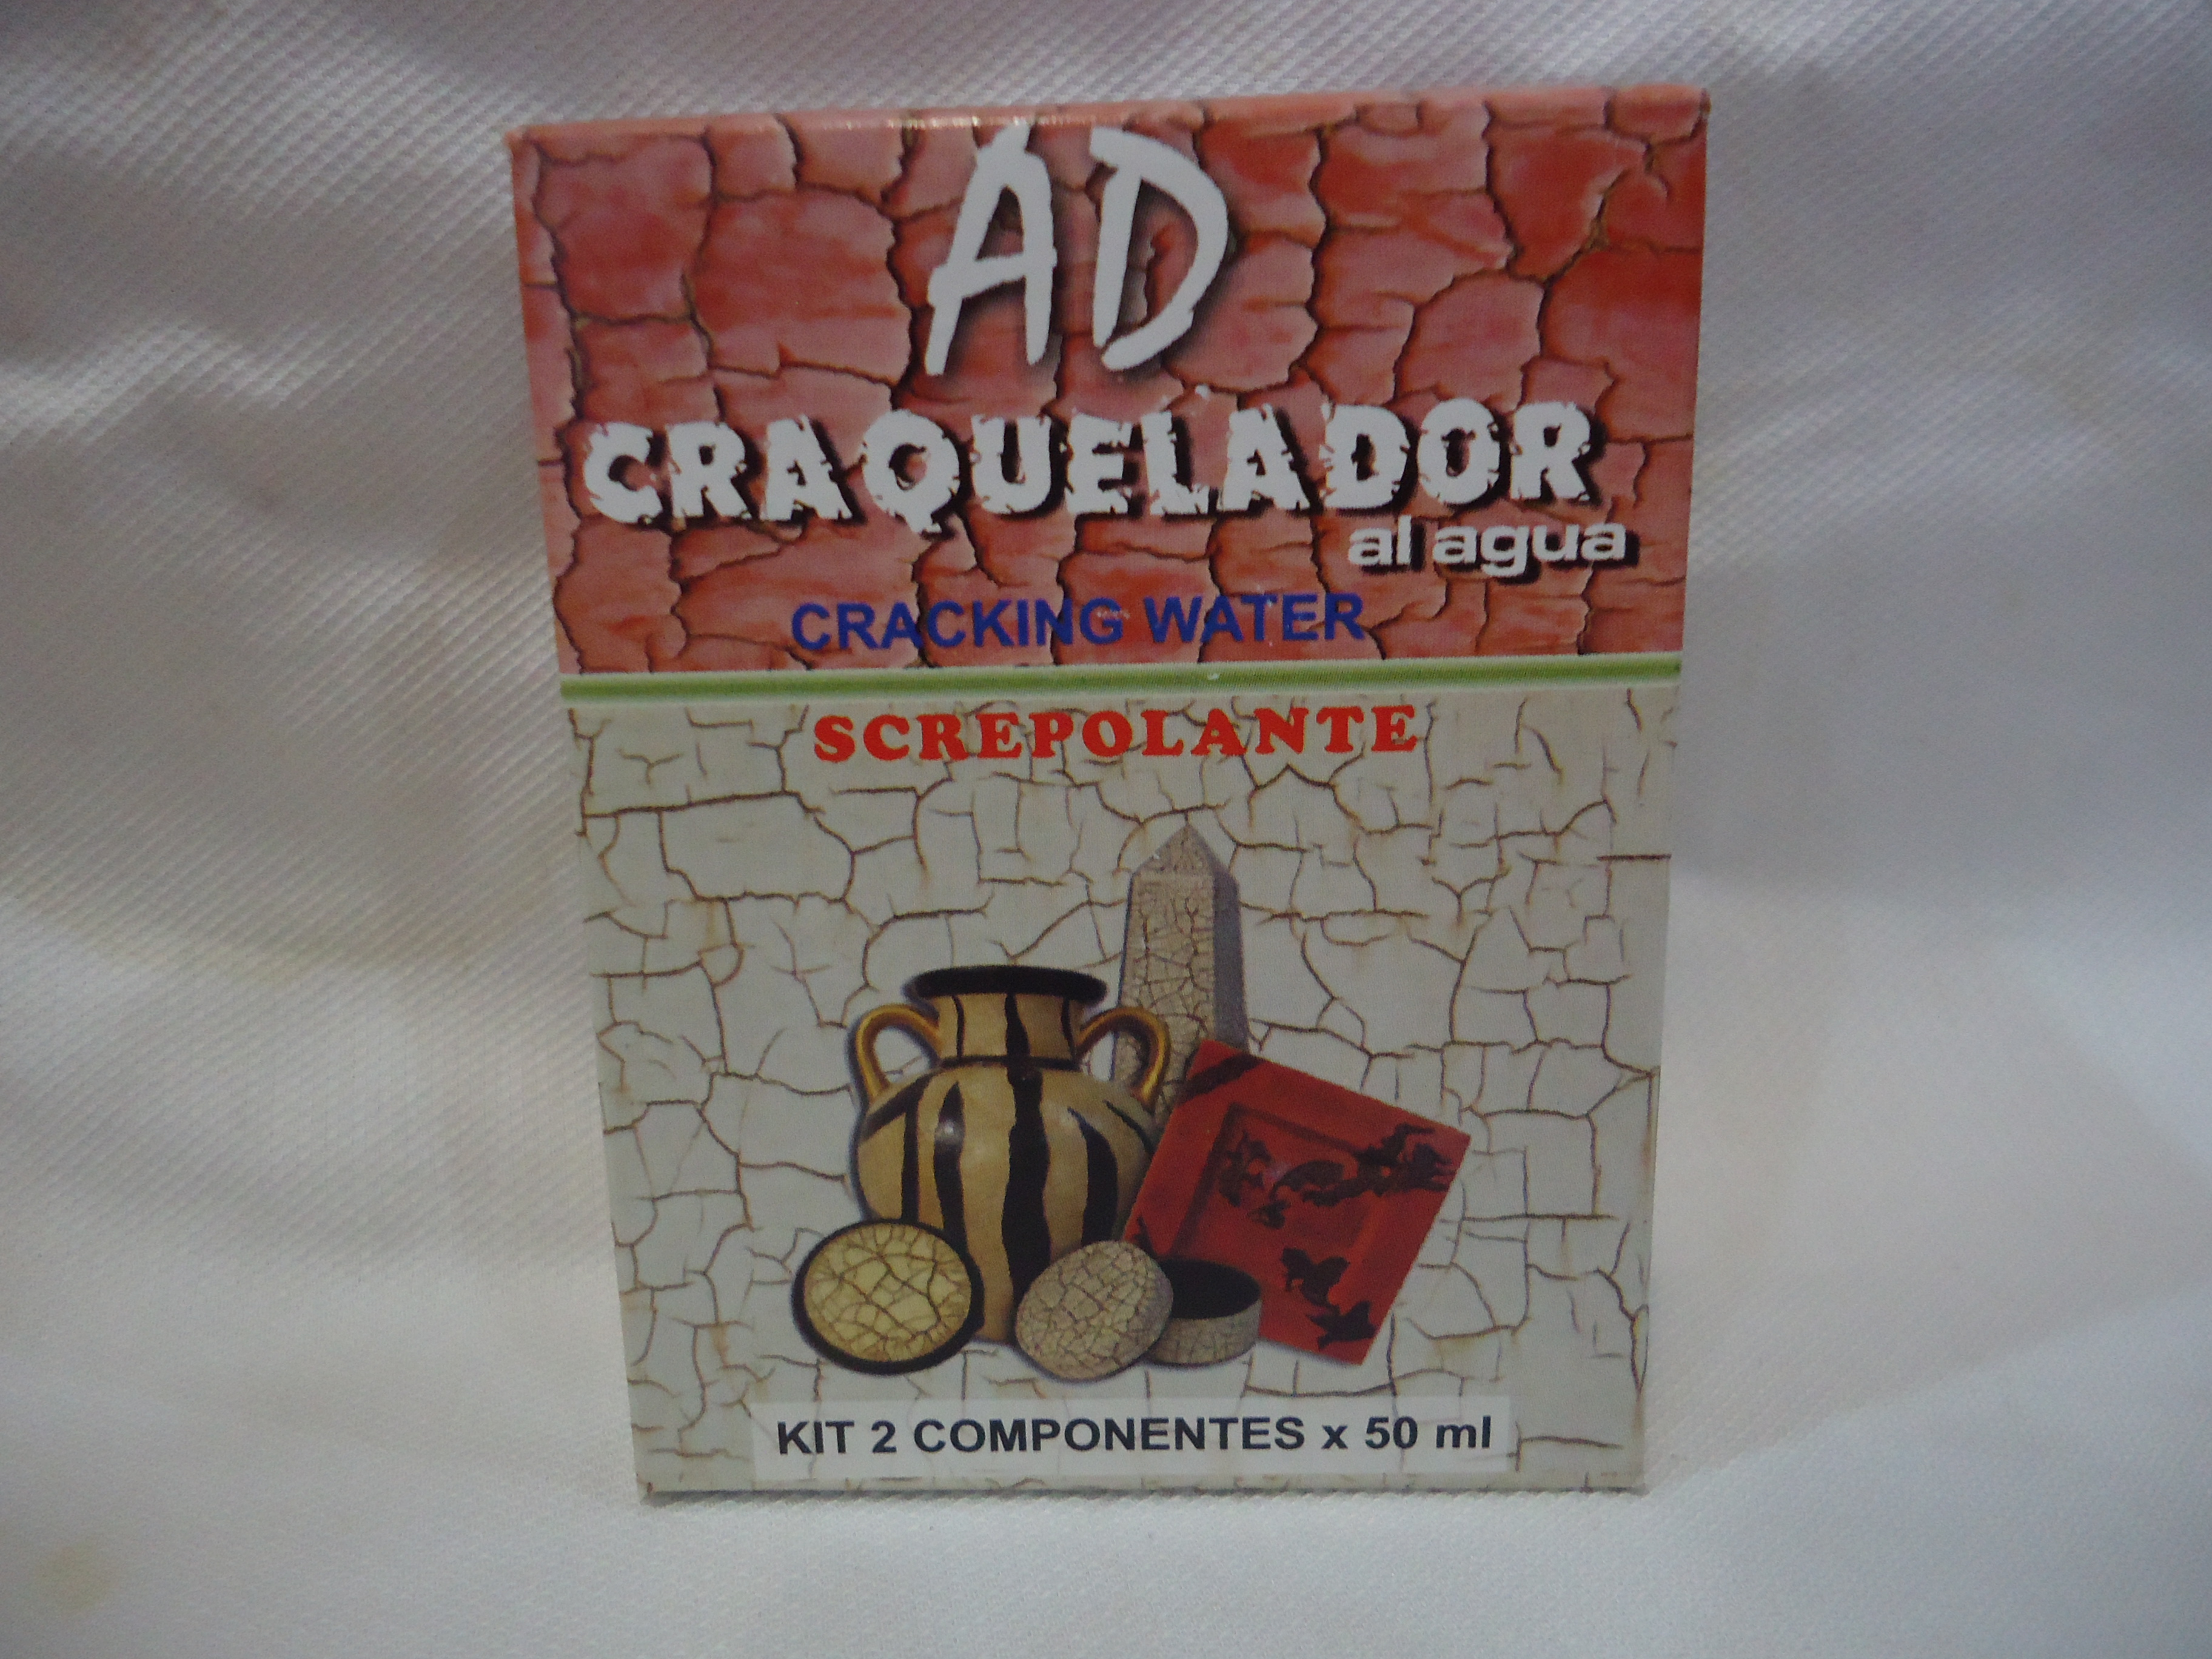 AD
CRAQUELADOR
al agua
CRACKING WATER
SCREPOLANTE
KIT 2 COMPONENTES x 50 ml